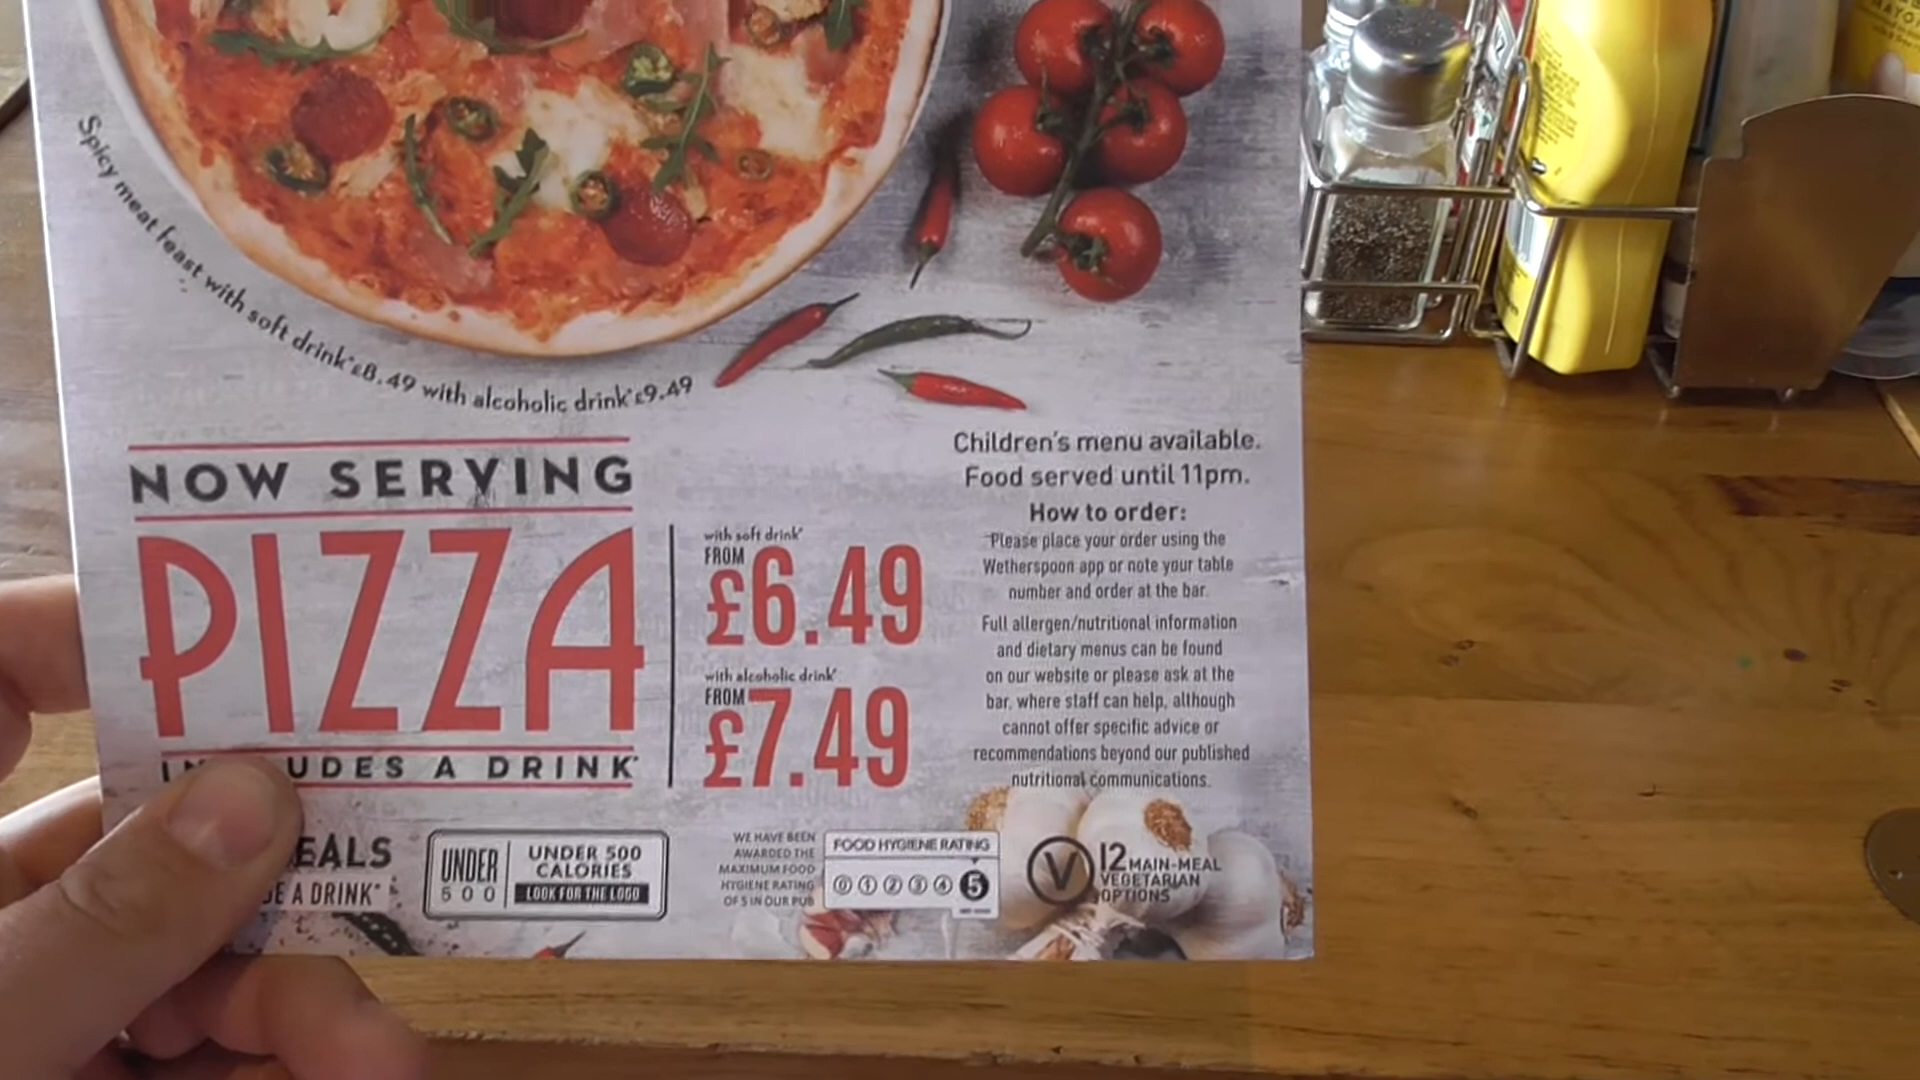 Spicy meat feast with soft drink* £8.49 with alcoholic drink* £9.49
NOW SERVING
PIZZA
UDES A DRINK*
with soft drink*
FROM
£6.49
with alcoholic drink*
FROM
£7.49
Children's menu available.
Food served until 11pm.
How to order:
Please place your order using the
Wetherspoon app or note your table
number and order at the bar.
Full allergen/nutritional information
and dietary menus can be found
on our website or please ask at the
bar, where staff can help, although
cannot offer specific advice or
recommendations beyond our published
nutritional communications.
EALS
DE A DRINK*
UNDER
500
UNDER 500
CALORIES
LOOK FOR THE LOGO
WE HAVE BEEN
AWARDED THE
MAXIMUM FOOD
HYGIENE RATING
OF 5 IN OUR PUB
FOOD HYGIENE RATING
0 1 2 3 4 5
V
12 MAIN-MEAL
VEGETARIAN
OPTIONS